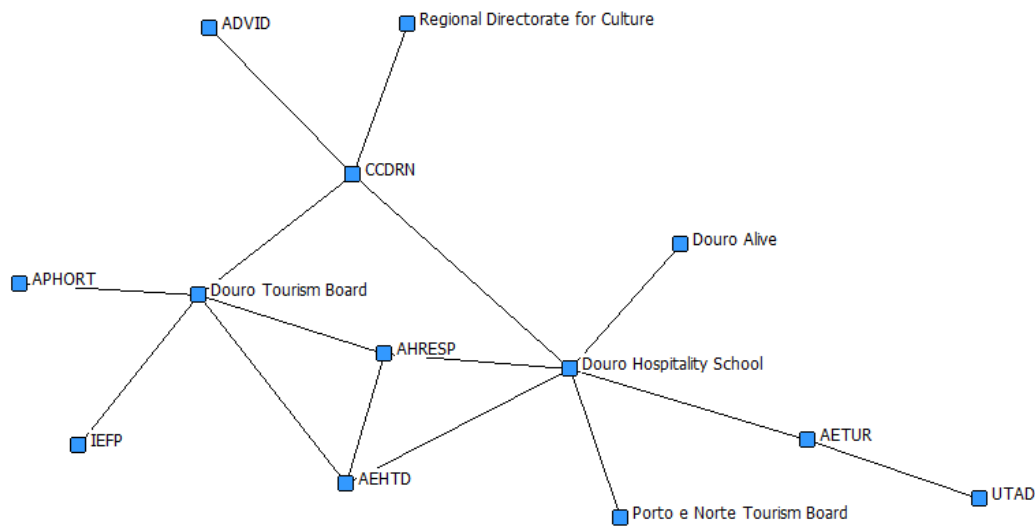 ADVID
Regional Directorate for Culture
CCDRN
Douro Alive
APHORT
Douro Tourism Board
AHRESP
Douro Hospitality School
IEFP
AETUR
AEHTD
UTAD
Porto e Norte Tourism Board